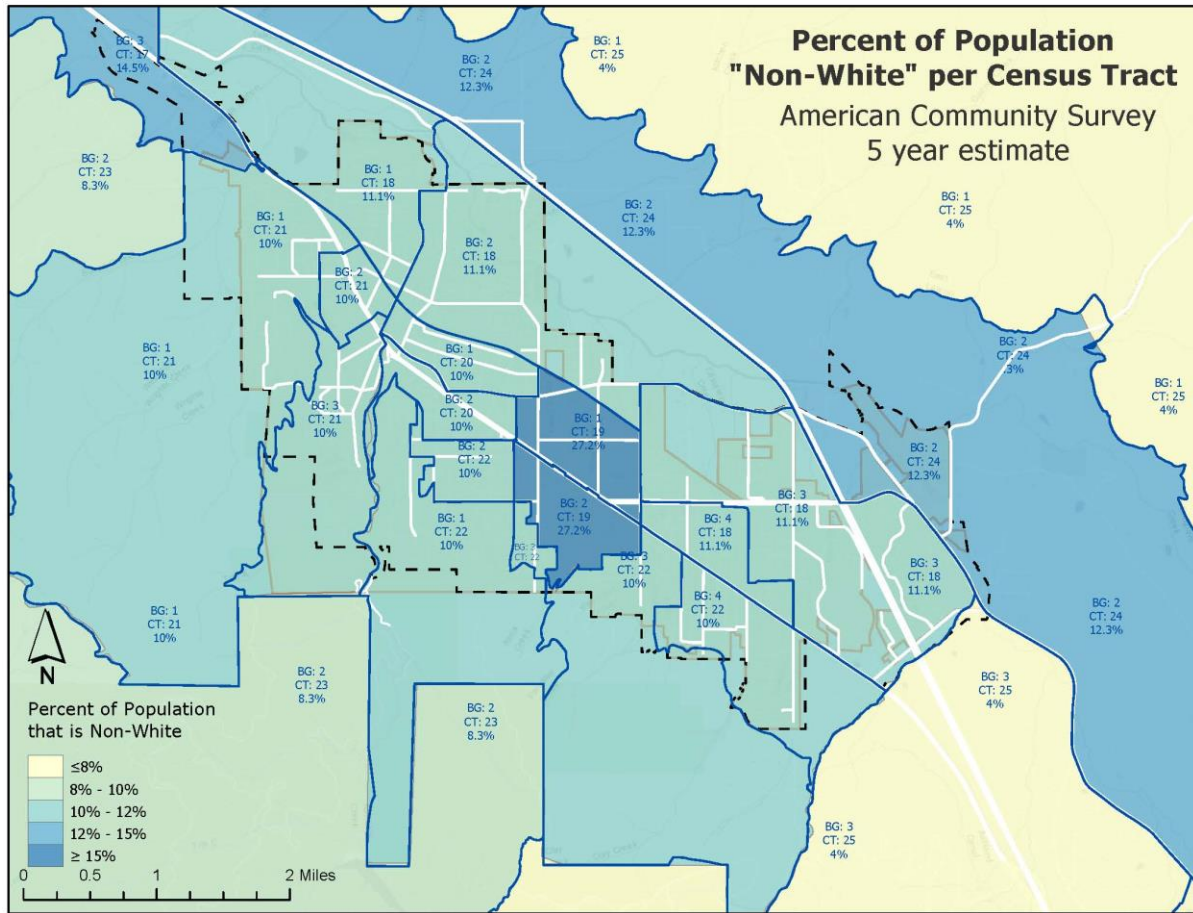 Percent of Population
"Non-White" per Census Tract
American Community Survey
5 year estimate
BG: 3
CT: 17
14.5%
BG: 2
CT: 24
12.3%
BG: 1
CT: 25
4%
BG: 2
CT: 23
8.3%
BG: 1
CT: 18
11.1%
BG: 1
CT: 21
10%
BG: 2
CT: 18
11.1%
BG: 2
CT: 24
12.3%
BG: 1
CT: 25
4%
BG: 2
CT: 21
10%
BG: 1
CT: 21
10%
BG: 1
CT: 20
10%
BG: 2
CT: 24
.3%
BG: 1
CT: 25
4%
BG: 3
CT: 21
10%
BG: 2
CT: 20
10%
BG: 1
CT: 19
27.2%
BG: 2
CT: 22
10%
BG: 2
CT: 24
12.3%
BG: 2
CT: 19
27.2%
BG: 3
CT: 18
11.1%
BG: 1
CT: 22
10%
BG: 4
CT: 18
11.1%
BG: 2
CT: 22
BG: 3
CT: 22
10%
BG: 3
CT: 18
11.1%
BG: 4
CT: 22
10%
BG: 1
CT: 21
10%
BG: 2
CT: 24
12.3%
BG: 2
CT: 23
8.3%
BG: 2
CT: 23
8.3%
BG: 3
CT: 25
4%
BG: 3
CT: 25
4%
N
Percent of Population
that is Non-White
≤8%
8% - 10%
10% - 12%
12% - 15%
≥ 15%
0 0.5 1 2 Miles